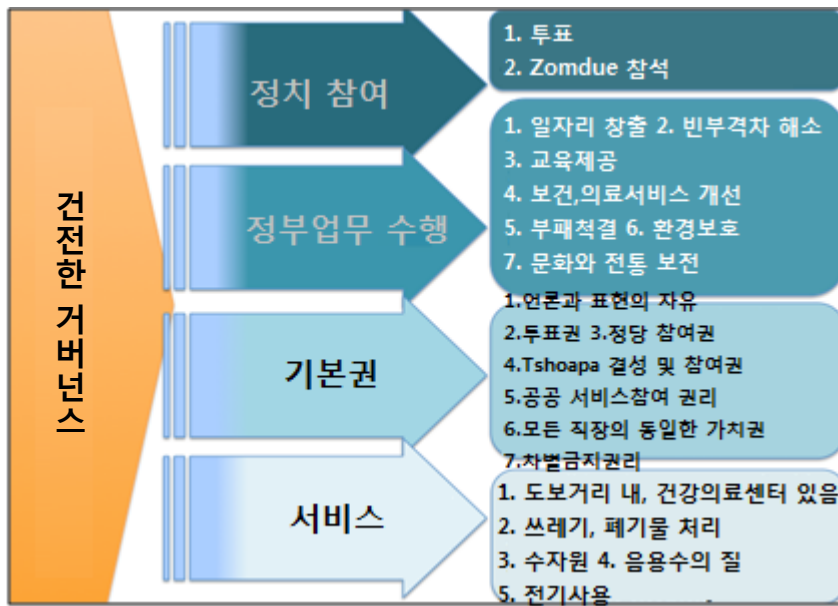 건전한 거버넌스
정치 참여
1. 투표
2. Zomdue 참석
정부업무 수행
1. 일자리 창출 2. 빈부격차 해소
3. 교육제공
4. 보건,의료서비스 개선
5. 부패척결 6. 환경보호
7. 문화와 전통 보전
기본권
1.언론과 표현의 자유
2.투표권 3.정당 참여권
4.Tshoapa 결성 및 참여권
5.공공 서비스참여 권리
6.모든 직장의 동일한 가치권
7.차별금지권리
서비스
1. 도보거리 내, 건강의료센터 있음
2. 쓰레기, 폐기물 처리
3. 수자원 4. 음용수의 질
5. 전기사용